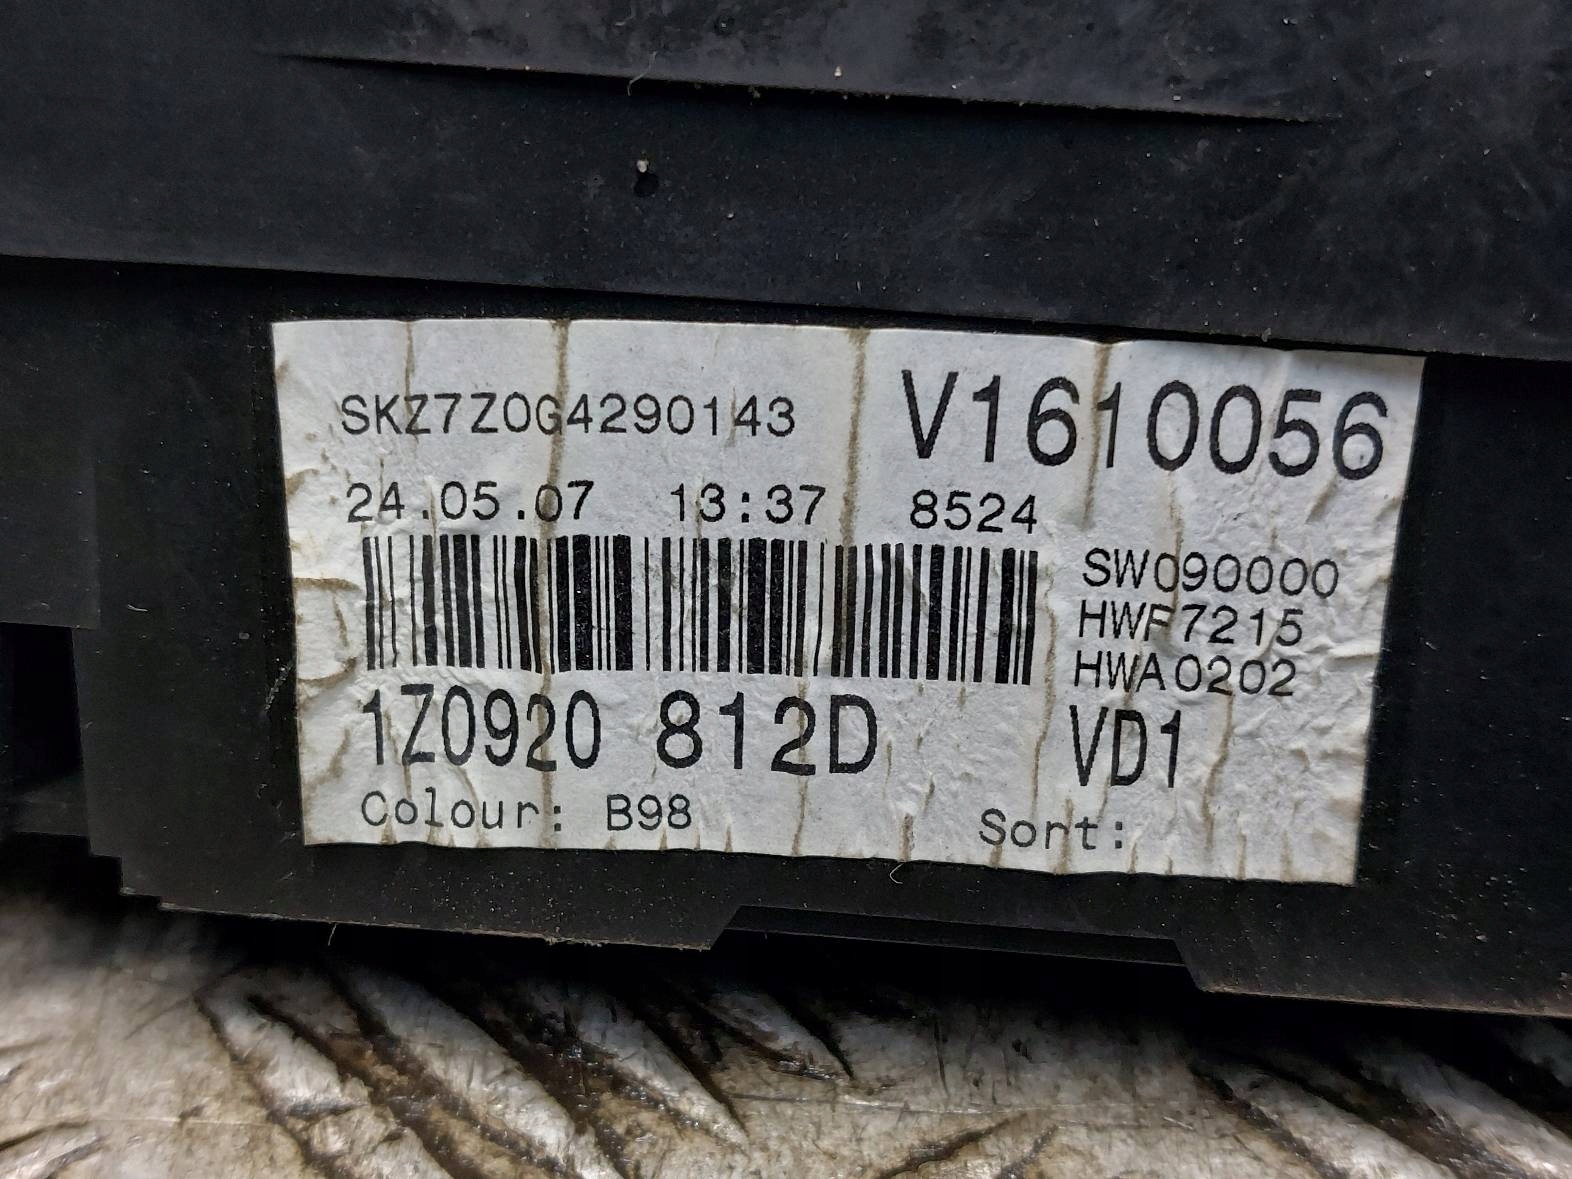 SKZ7Z0G4290143 V1610056
24.05.07 13:37 8524
SW090000
HWF7215
HWA0202
1Z0920 812D VD1
Colour: B98 Sort: